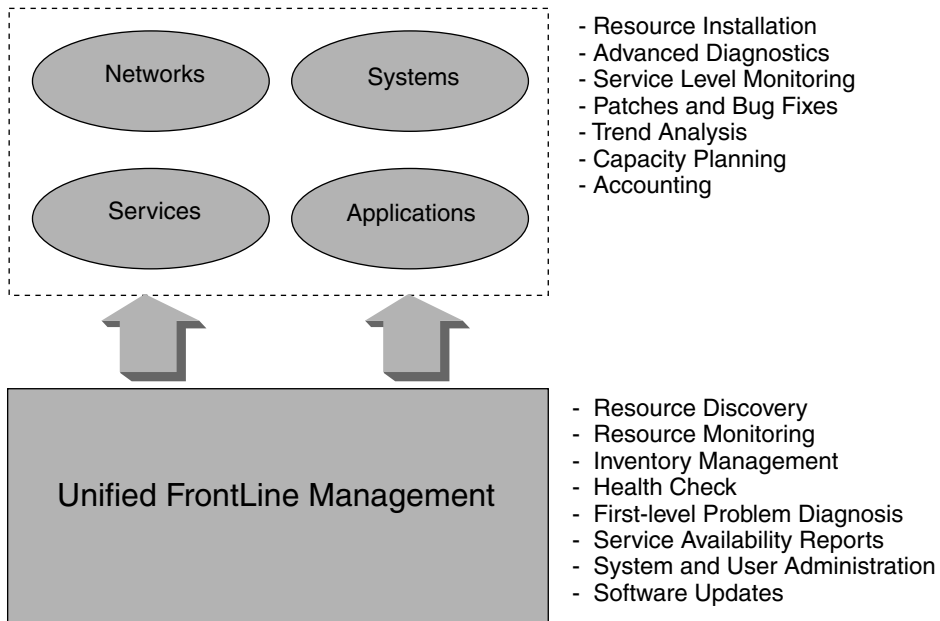 Networks
Systems
Services
Applications
- Resource Installation
- Advanced Diagnostics
- Service Level Monitoring
- Patches and Bug Fixes
- Trend Analysis
- Capacity Planning
- Accounting
Unified FrontLine Management
- Resource Discovery
- Resource Monitoring
- Inventory Management
- Health Check
- First-level Problem Diagnosis
- Service Availability Reports
- System and User Administration
- Software Updates